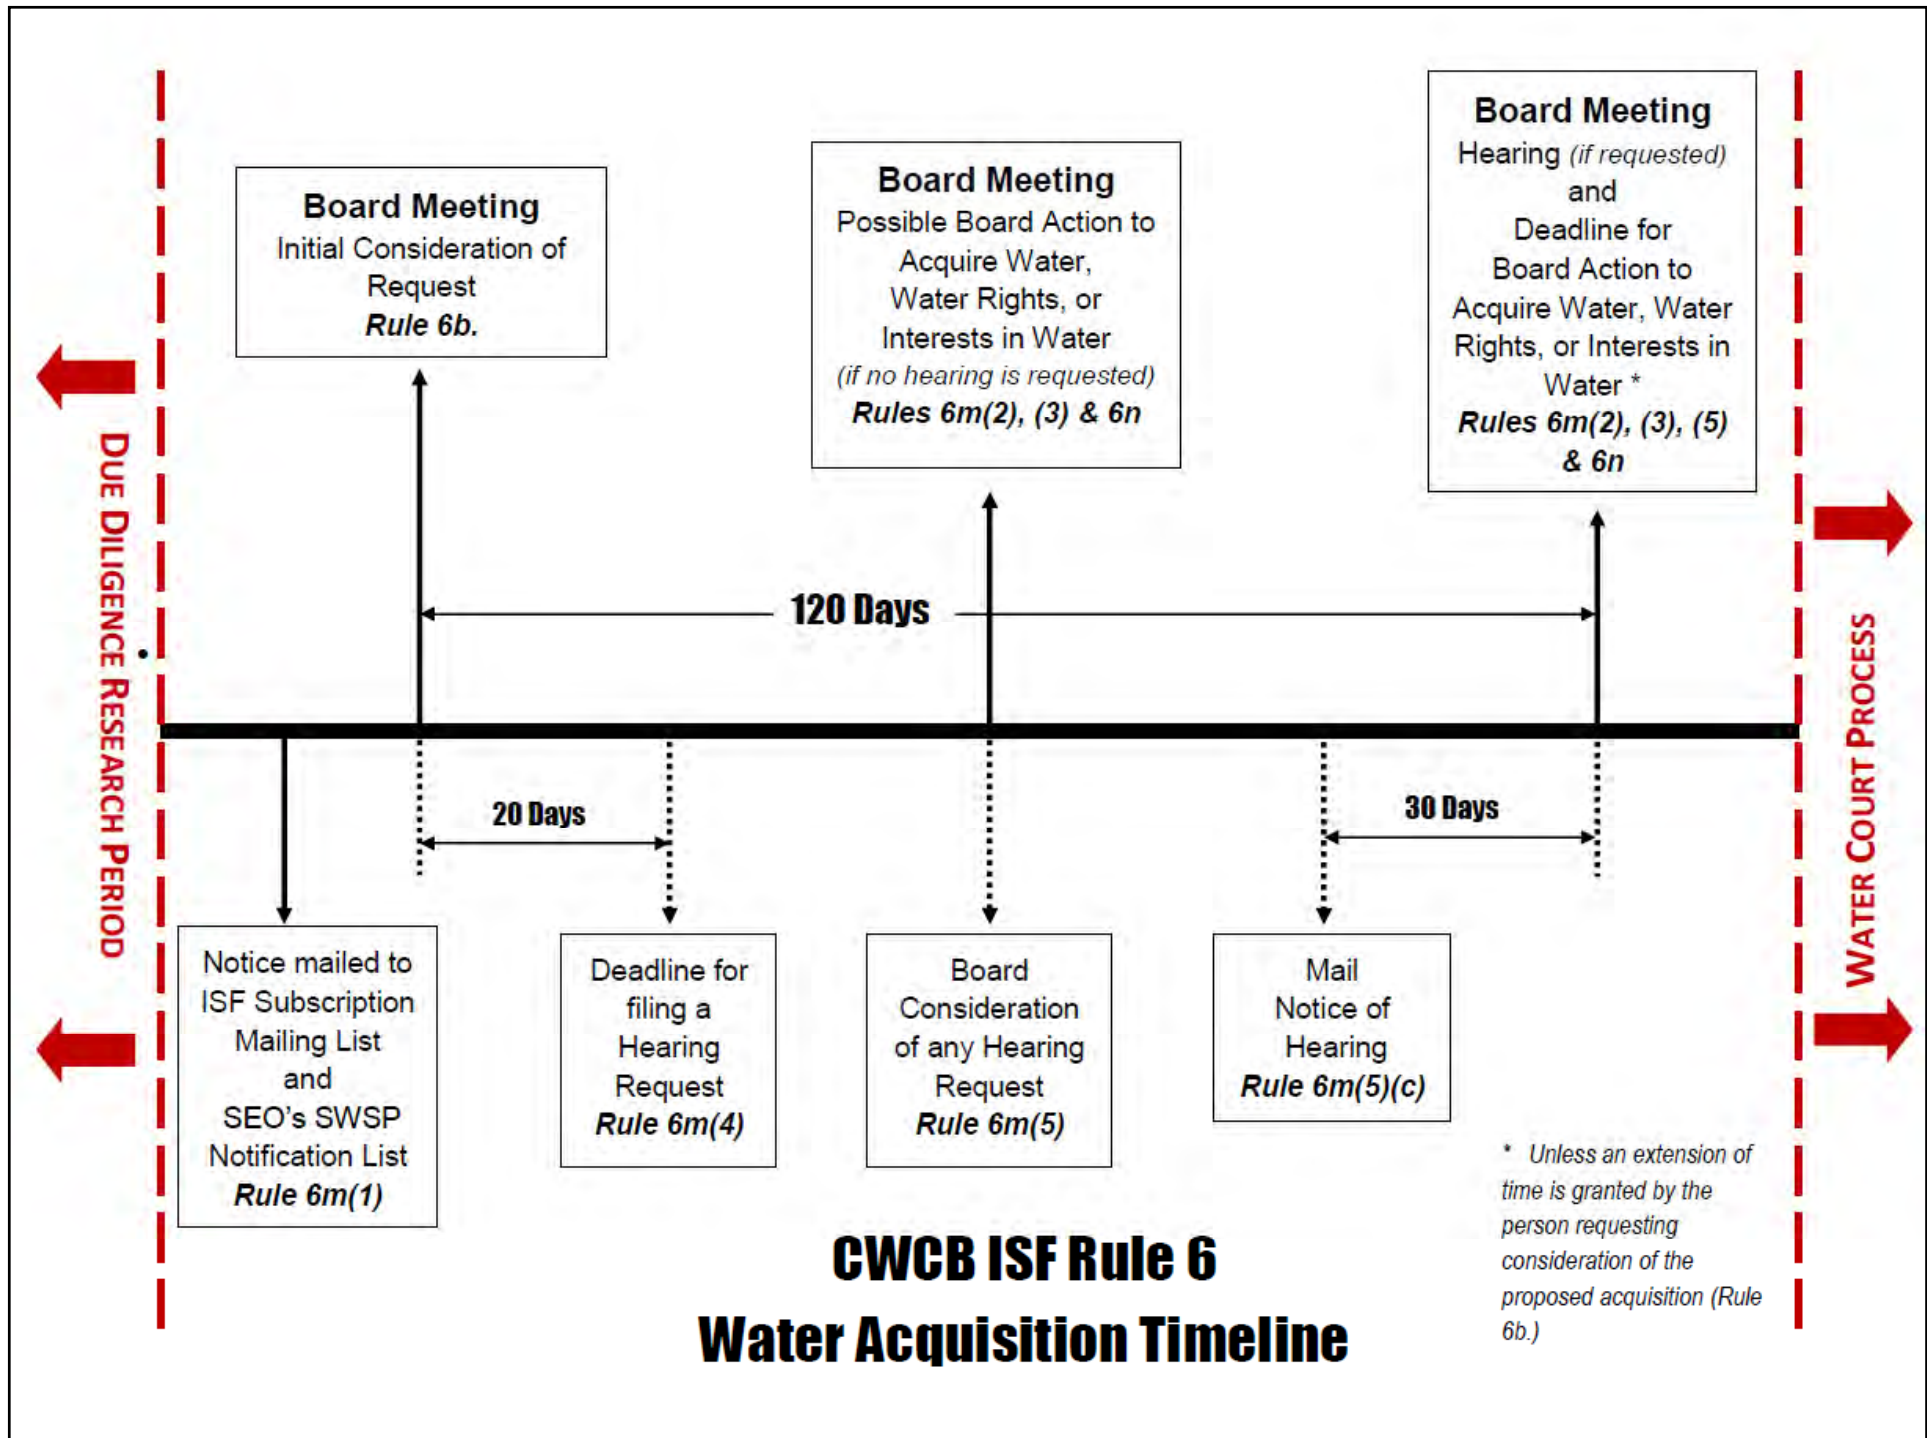 DUE DILIGENCE RESEARCH PERIOD
Board Meeting
Initial Consideration of
Request
Rule 6b.
Board Meeting
Possible Board Action to
Acquire Water,
Water Rights, or
Interests in Water
(if no hearing is requested)
Rules 6m(2), (3) & 6n
Board Meeting
Hearing (if requested)
and
Deadline for
Board Action to
Acquire Water, Water
Rights, or Interests in
Water *
Rules 6m(2), (3), (5)
& 6n
120 Days
20 Days
30 Days
Notice mailed to
ISF Subscription
Mailing List
and
SEO's SWSP
Notification List
Rule 6m(1)
Deadline for
filing a
Hearing
Request
Rule 6m(4)
Board
Consideration
of any Hearing
Request
Rule 6m(5)
Mail
Notice of
Hearing
Rule 6m(5)(c)
WATER COURT PROCESS
* Unless an extension of
time is granted by the
person requesting
consideration of the
proposed acquisition (Rule
6b.)
CWCB ISF Rule 6
Water Acquisition Timeline